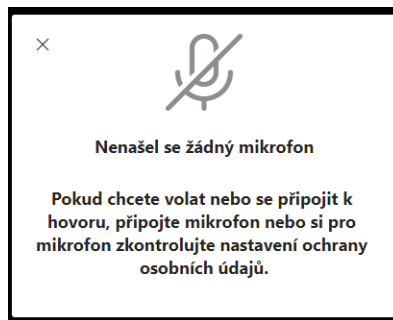 Nenašel se žádný mikrofon
Pokud chcete volat nebo se připojit k
hovoru, připojte mikrofon nebo si pro
mikrofon zkontrolujte nastavení ochrany
osobních údajů.